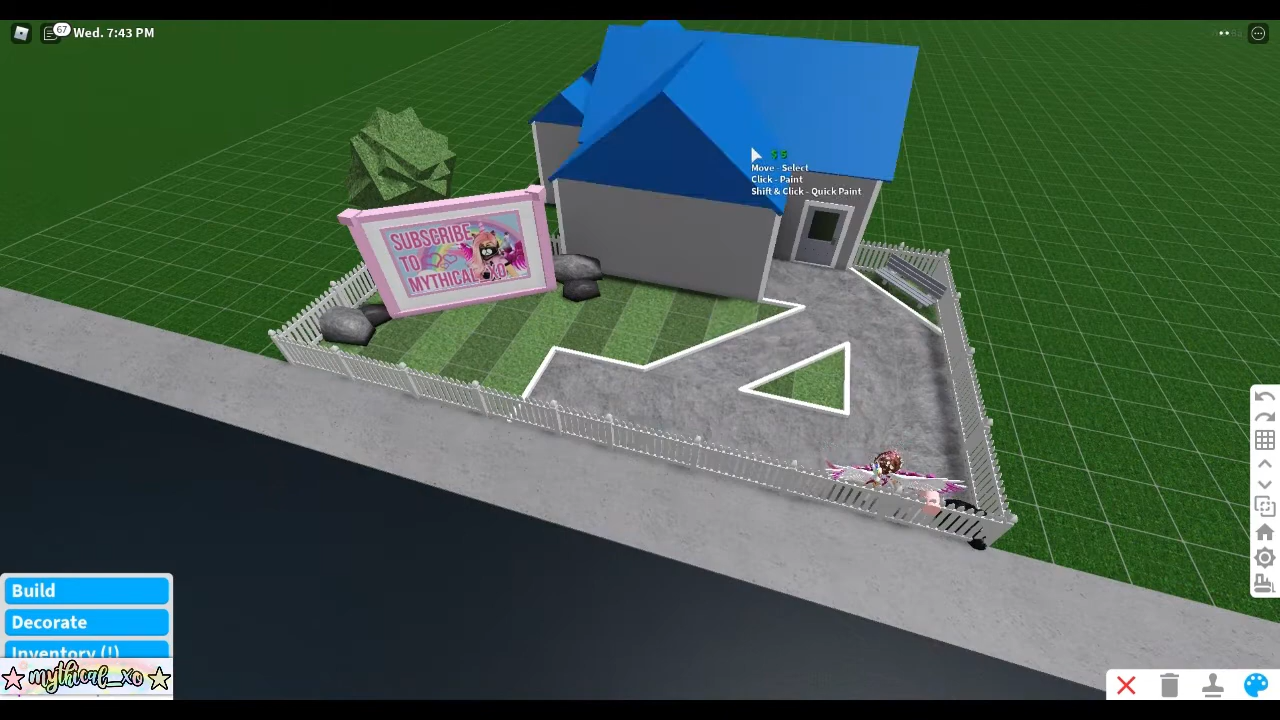 67
Wed. 7:43 PM
$ 5
Move - Select
Click - Paint
Shift & Click - Quick Paint
SUBSCRIBE
TO
MYTHICAL_XO
Build
Decorate
Inventory (!)
mythical_xo